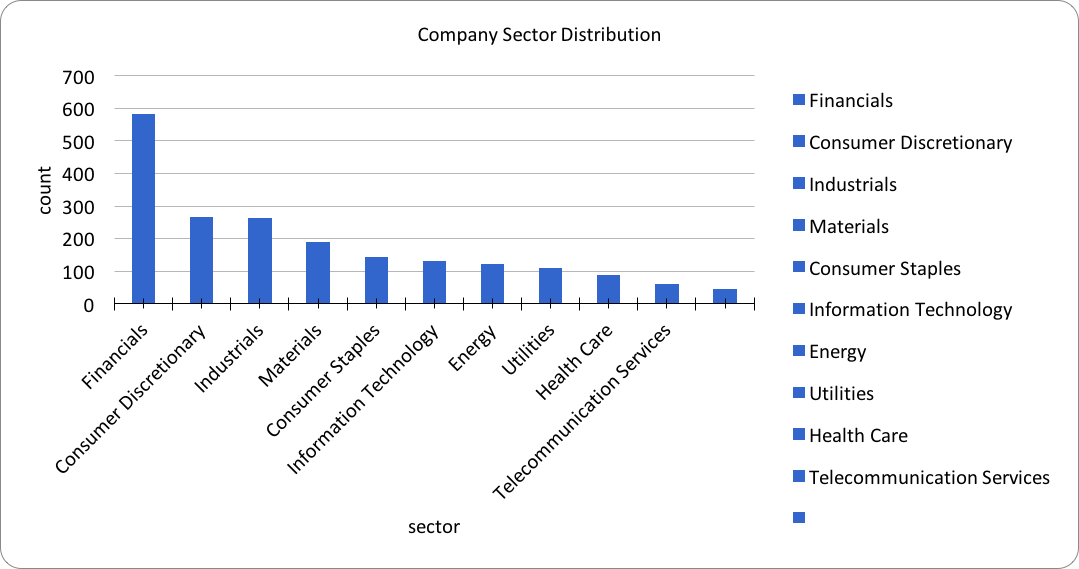 Company Sector Distribution
700
600
500
400
300
200
100
0
count
Financials
Consumer Discretionary
Industrials
Materials
Consumer Staples
Information Technology
Energy
Utilities
Health Care
Telecommunication Services
sector
Financials
Consumer Discretionary
Industrials
Materials
Consumer Staples
Information Technology
Energy
Utilities
Health Care
Telecommunication Services